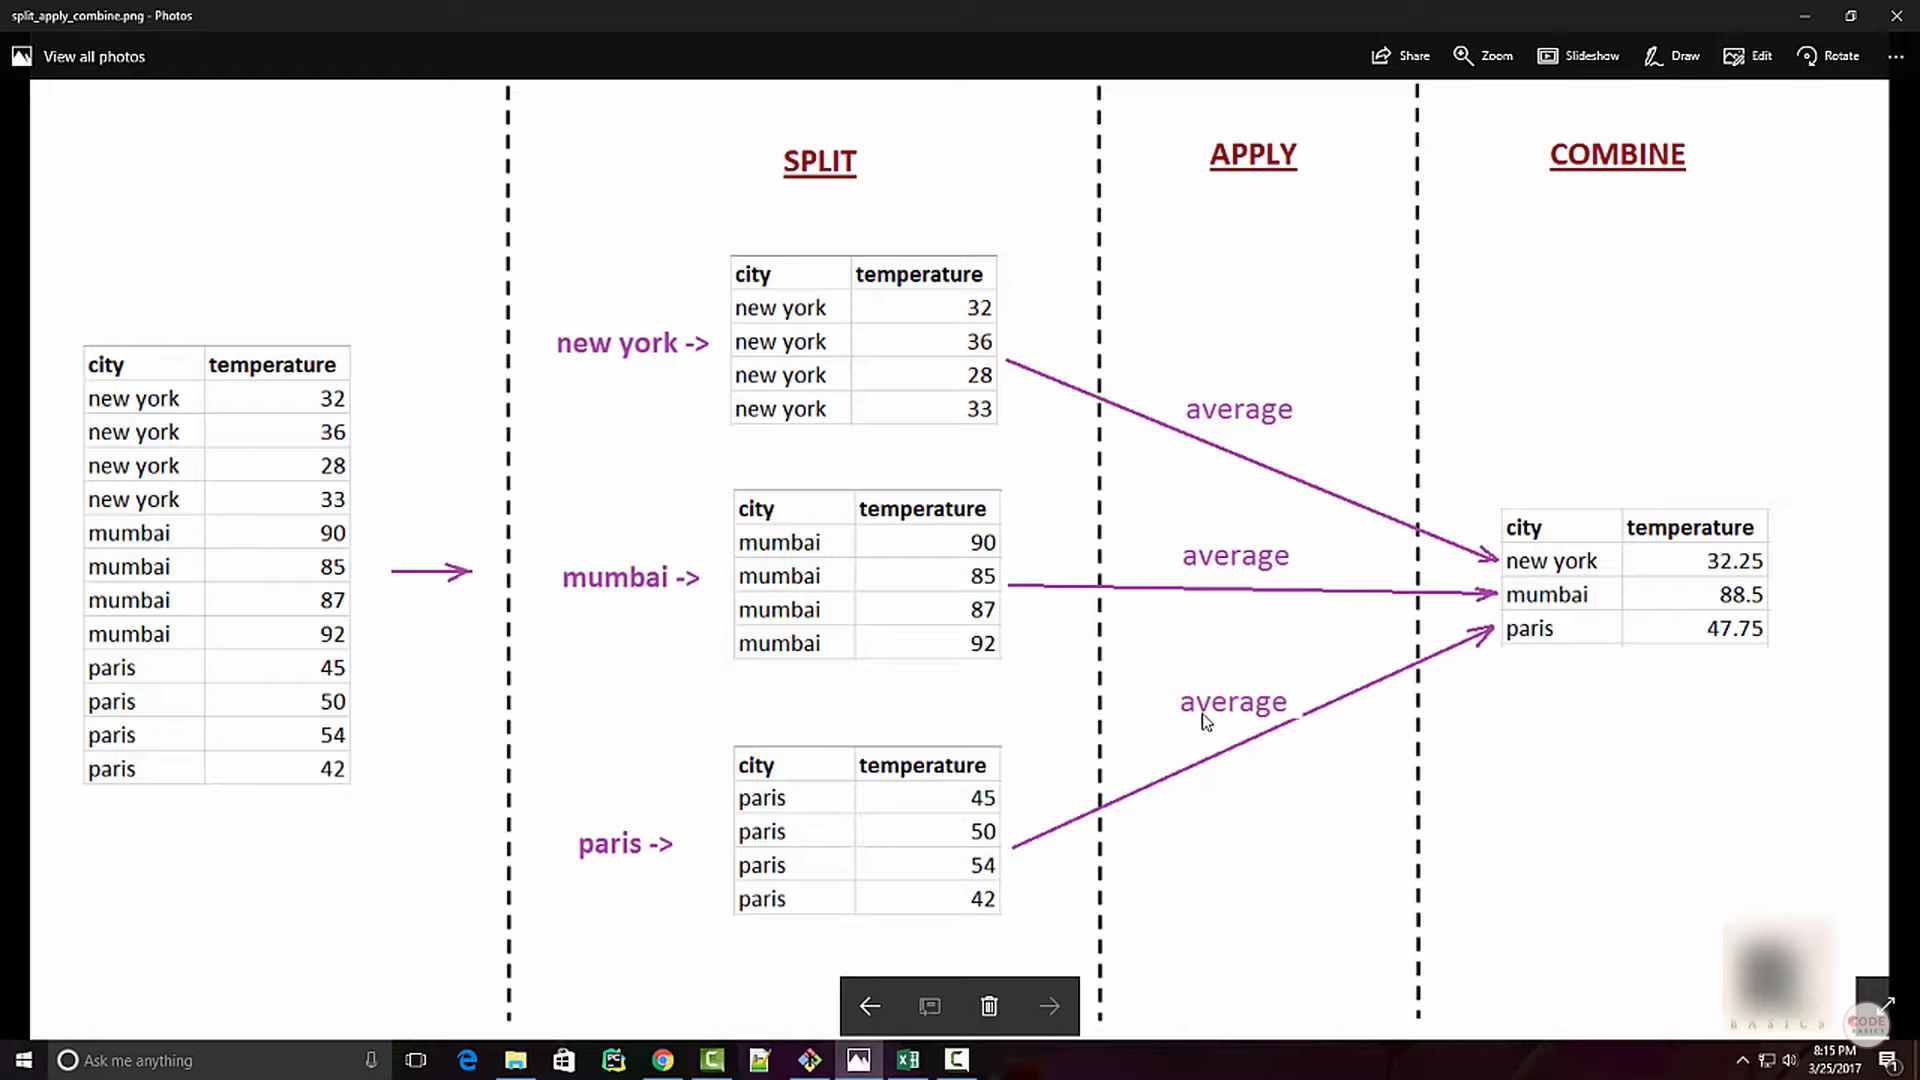 split_apply_combine.png - Photos
View all photos
Share
Zoom
Slideshow
Draw
Edit
Rotate
SPLIT
APPLY
COMBINE
city temperature
new york 32
new york 36
new york 28
new york 33
mumbai 90
mumbai 85
mumbai 87
mumbai 92
paris 45
paris 50
paris 54
paris 42
new york ->
city temperature
new york 32
new york 36
new york 28
new york 33
mumbai ->
city temperature
mumbai 90
mumbai 85
mumbai 87
mumbai 92
paris ->
city temperature
paris 45
paris 50
paris 54
paris 42
average
average
average
city temperature
new york 32.25
mumbai 88.5
paris 47.75
BASICS
CODE
BASICS
Ask me anything
PC
8:15 PM
3/25/2017
1